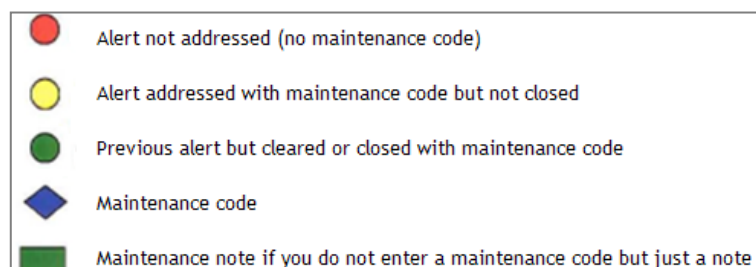 Alert not addressed (no maintenance code)
Alert addressed with maintenance code but not closed
Previous alert but cleared or closed with maintenance code
Maintenance code
Maintenance note if you do not enter a maintenance code but just a note